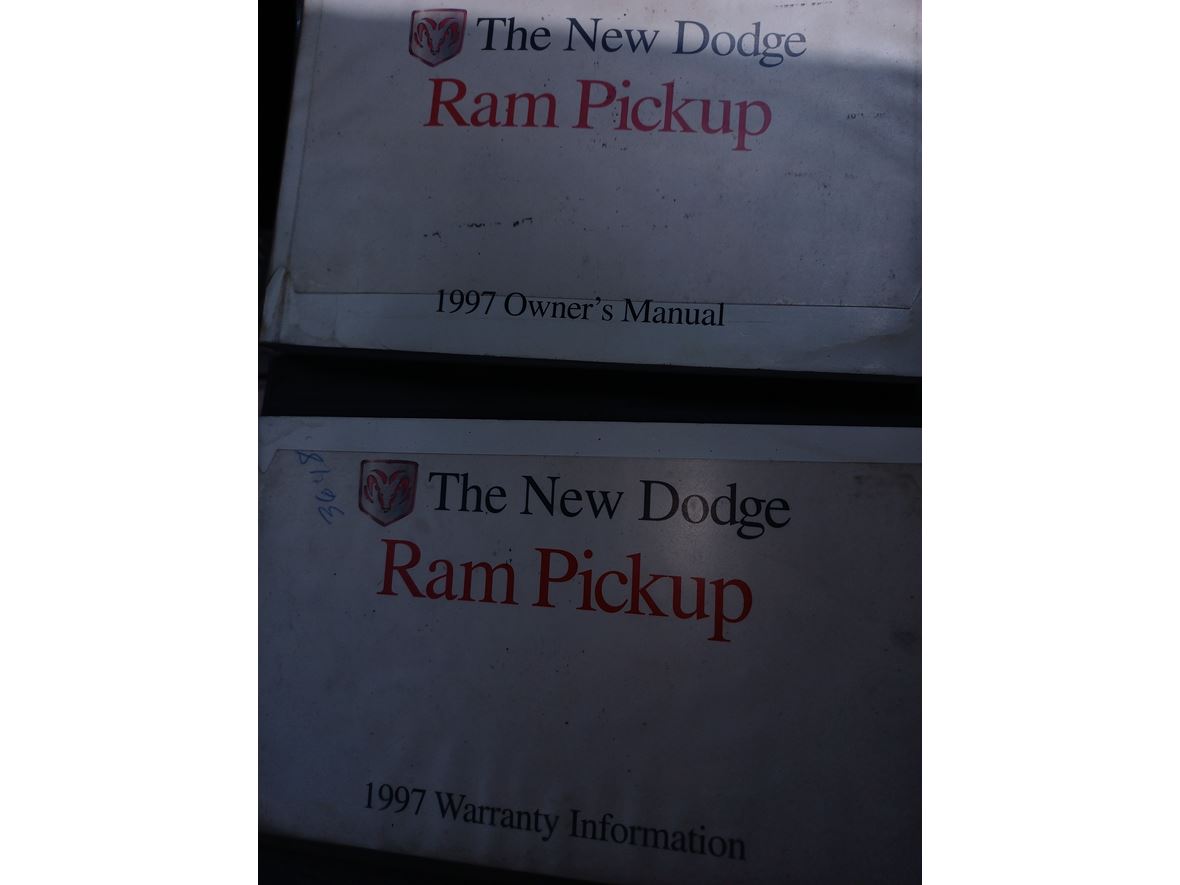 The New Dodge
Ram Pickup
1997 Owner's Manual
3648
The New Dodge
Ram Pickup
1997 Warranty Information